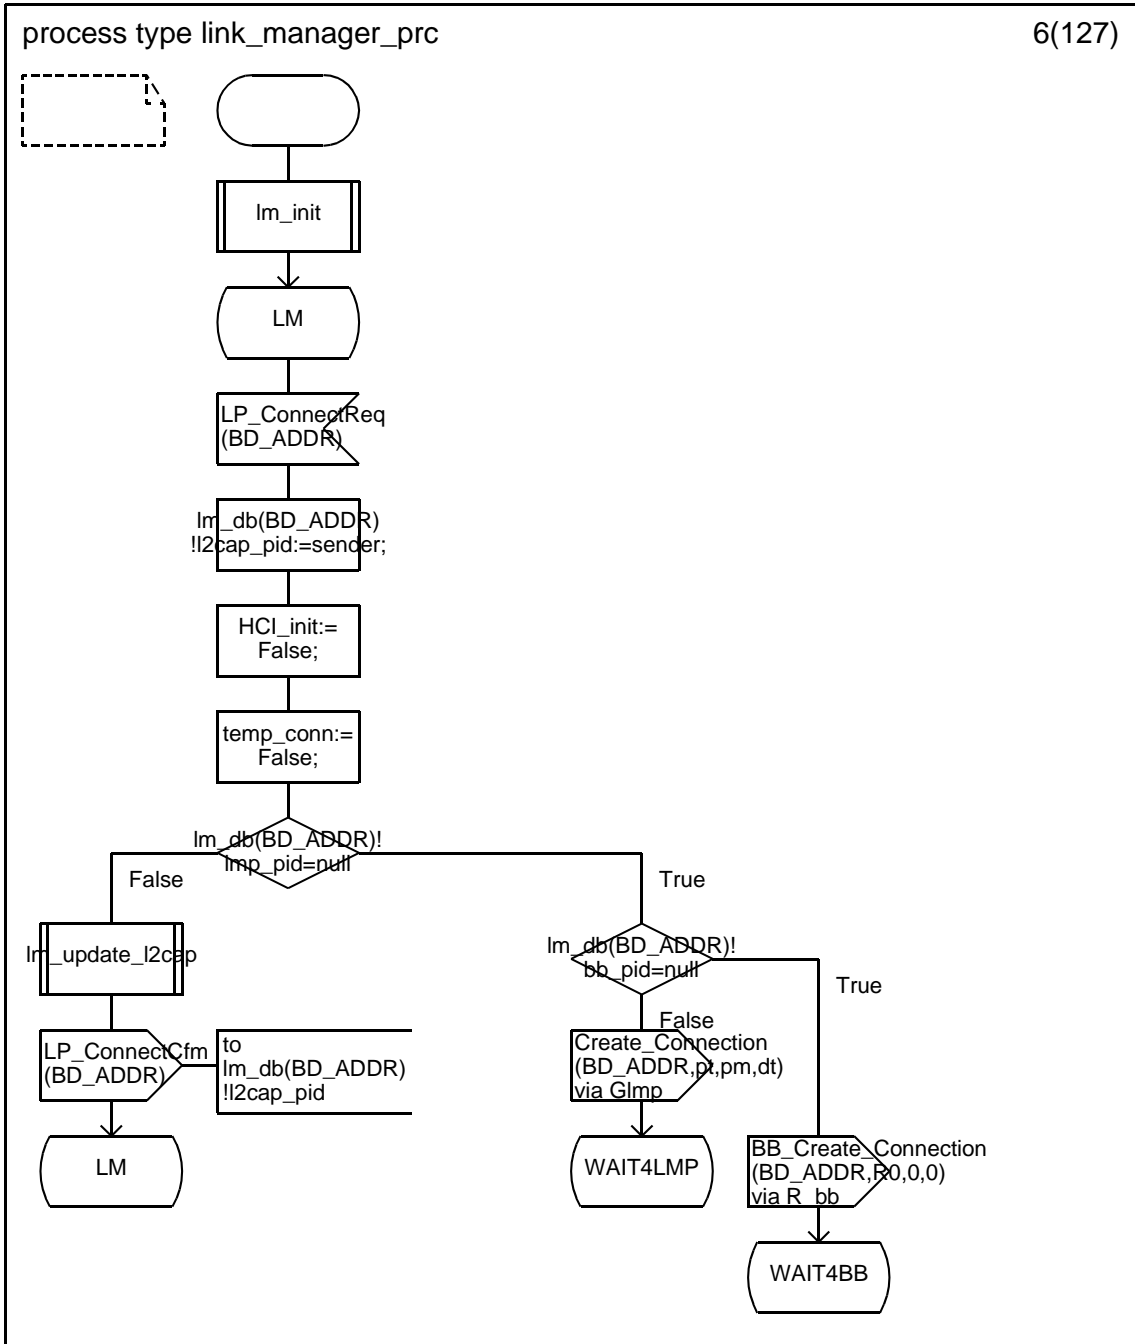 process type link_manager_prc
6(127)
lm_init
LM
LP_ConnectReq
(BD_ADDR)
lm_db(BD_ADDR)
!l2cap_pid:=sender;
HCI_init:=
False;
temp_conn:=
False;
lm_db(BD_ADDR)!
lmp_pid=null
False
True
lm_update_l2cap
lm_db(BD_ADDR)!
bb_pid=null
True
False
LP_ConnectCfm
(BD_ADDR)
to
lm_db(BD_ADDR)
!l2cap_pid
Create_Connection
(BD_ADDR,pt,pm,dt)
via Glmp
LM
WAIT4LMP
BB_Create_Connection
(BD_ADDR,R0,0,0)
via R_bb
WAIT4BB